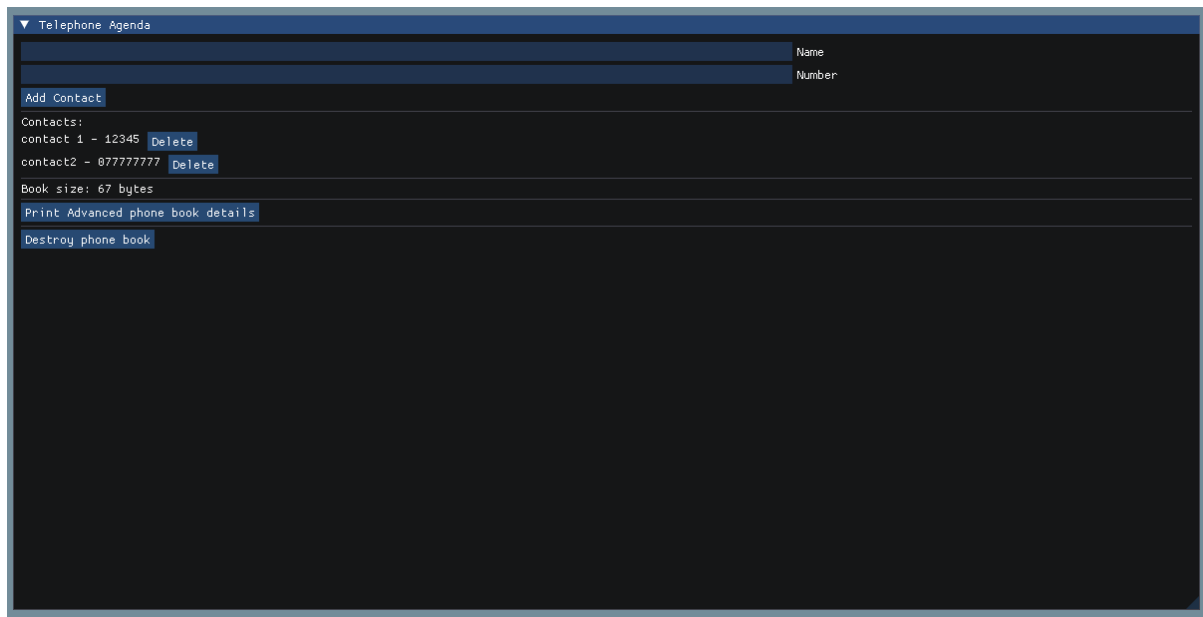 ▼ Telephone Agenda
Name
Number
Add Contact
Contacts:
contact 1 - 12345 Delete
contact2 - 077777777 Delete
Book size: 67 bytes
Print Advanced phone book details
Destroy phone book